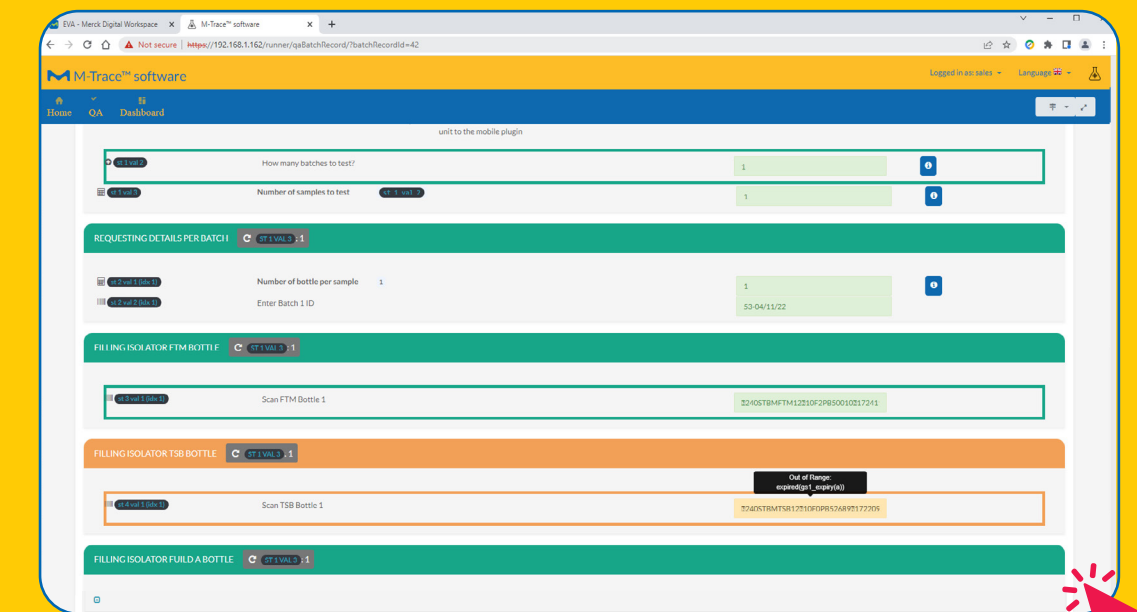 EVA - Merck Digital Workspace X M-Trace™ software X +
Not secure | https://192.168.1.162/runner/qaBatchRecord/?batchRecordId=42
M-Trace™ software Logged in as: sales Language
Home QA Dashboard
unit to the mobile plugin
st 1 val 2 How many batches to test? 1
st 1 val 3 Number of samples to test st 1 val 2 1
REQUESTING DETAILS PER BATCH ST 1 VAL 3 : 1
st 2 val 1 (idx 1) Number of bottle per sample 1 1
st 2 val 2 (idx 1) Enter Batch 1 ID 53-04/11/22
FILLING ISOLATOR FTM BOTTLE ST 1 VAL 3 : 1
st 3 val 1 (idx 1) Scan FTM Bottle 1
FILLING ISOLATOR TSB BOTTLE ST 1 VAL 3 : 1
Out of Range:
expired(gs1_expiry(a))
st 4 val 1 (idx 1) Scan TSB Bottle 1
FILLING ISOLATOR FUILD A BOTTLE ST 1 VAL 3 : 1